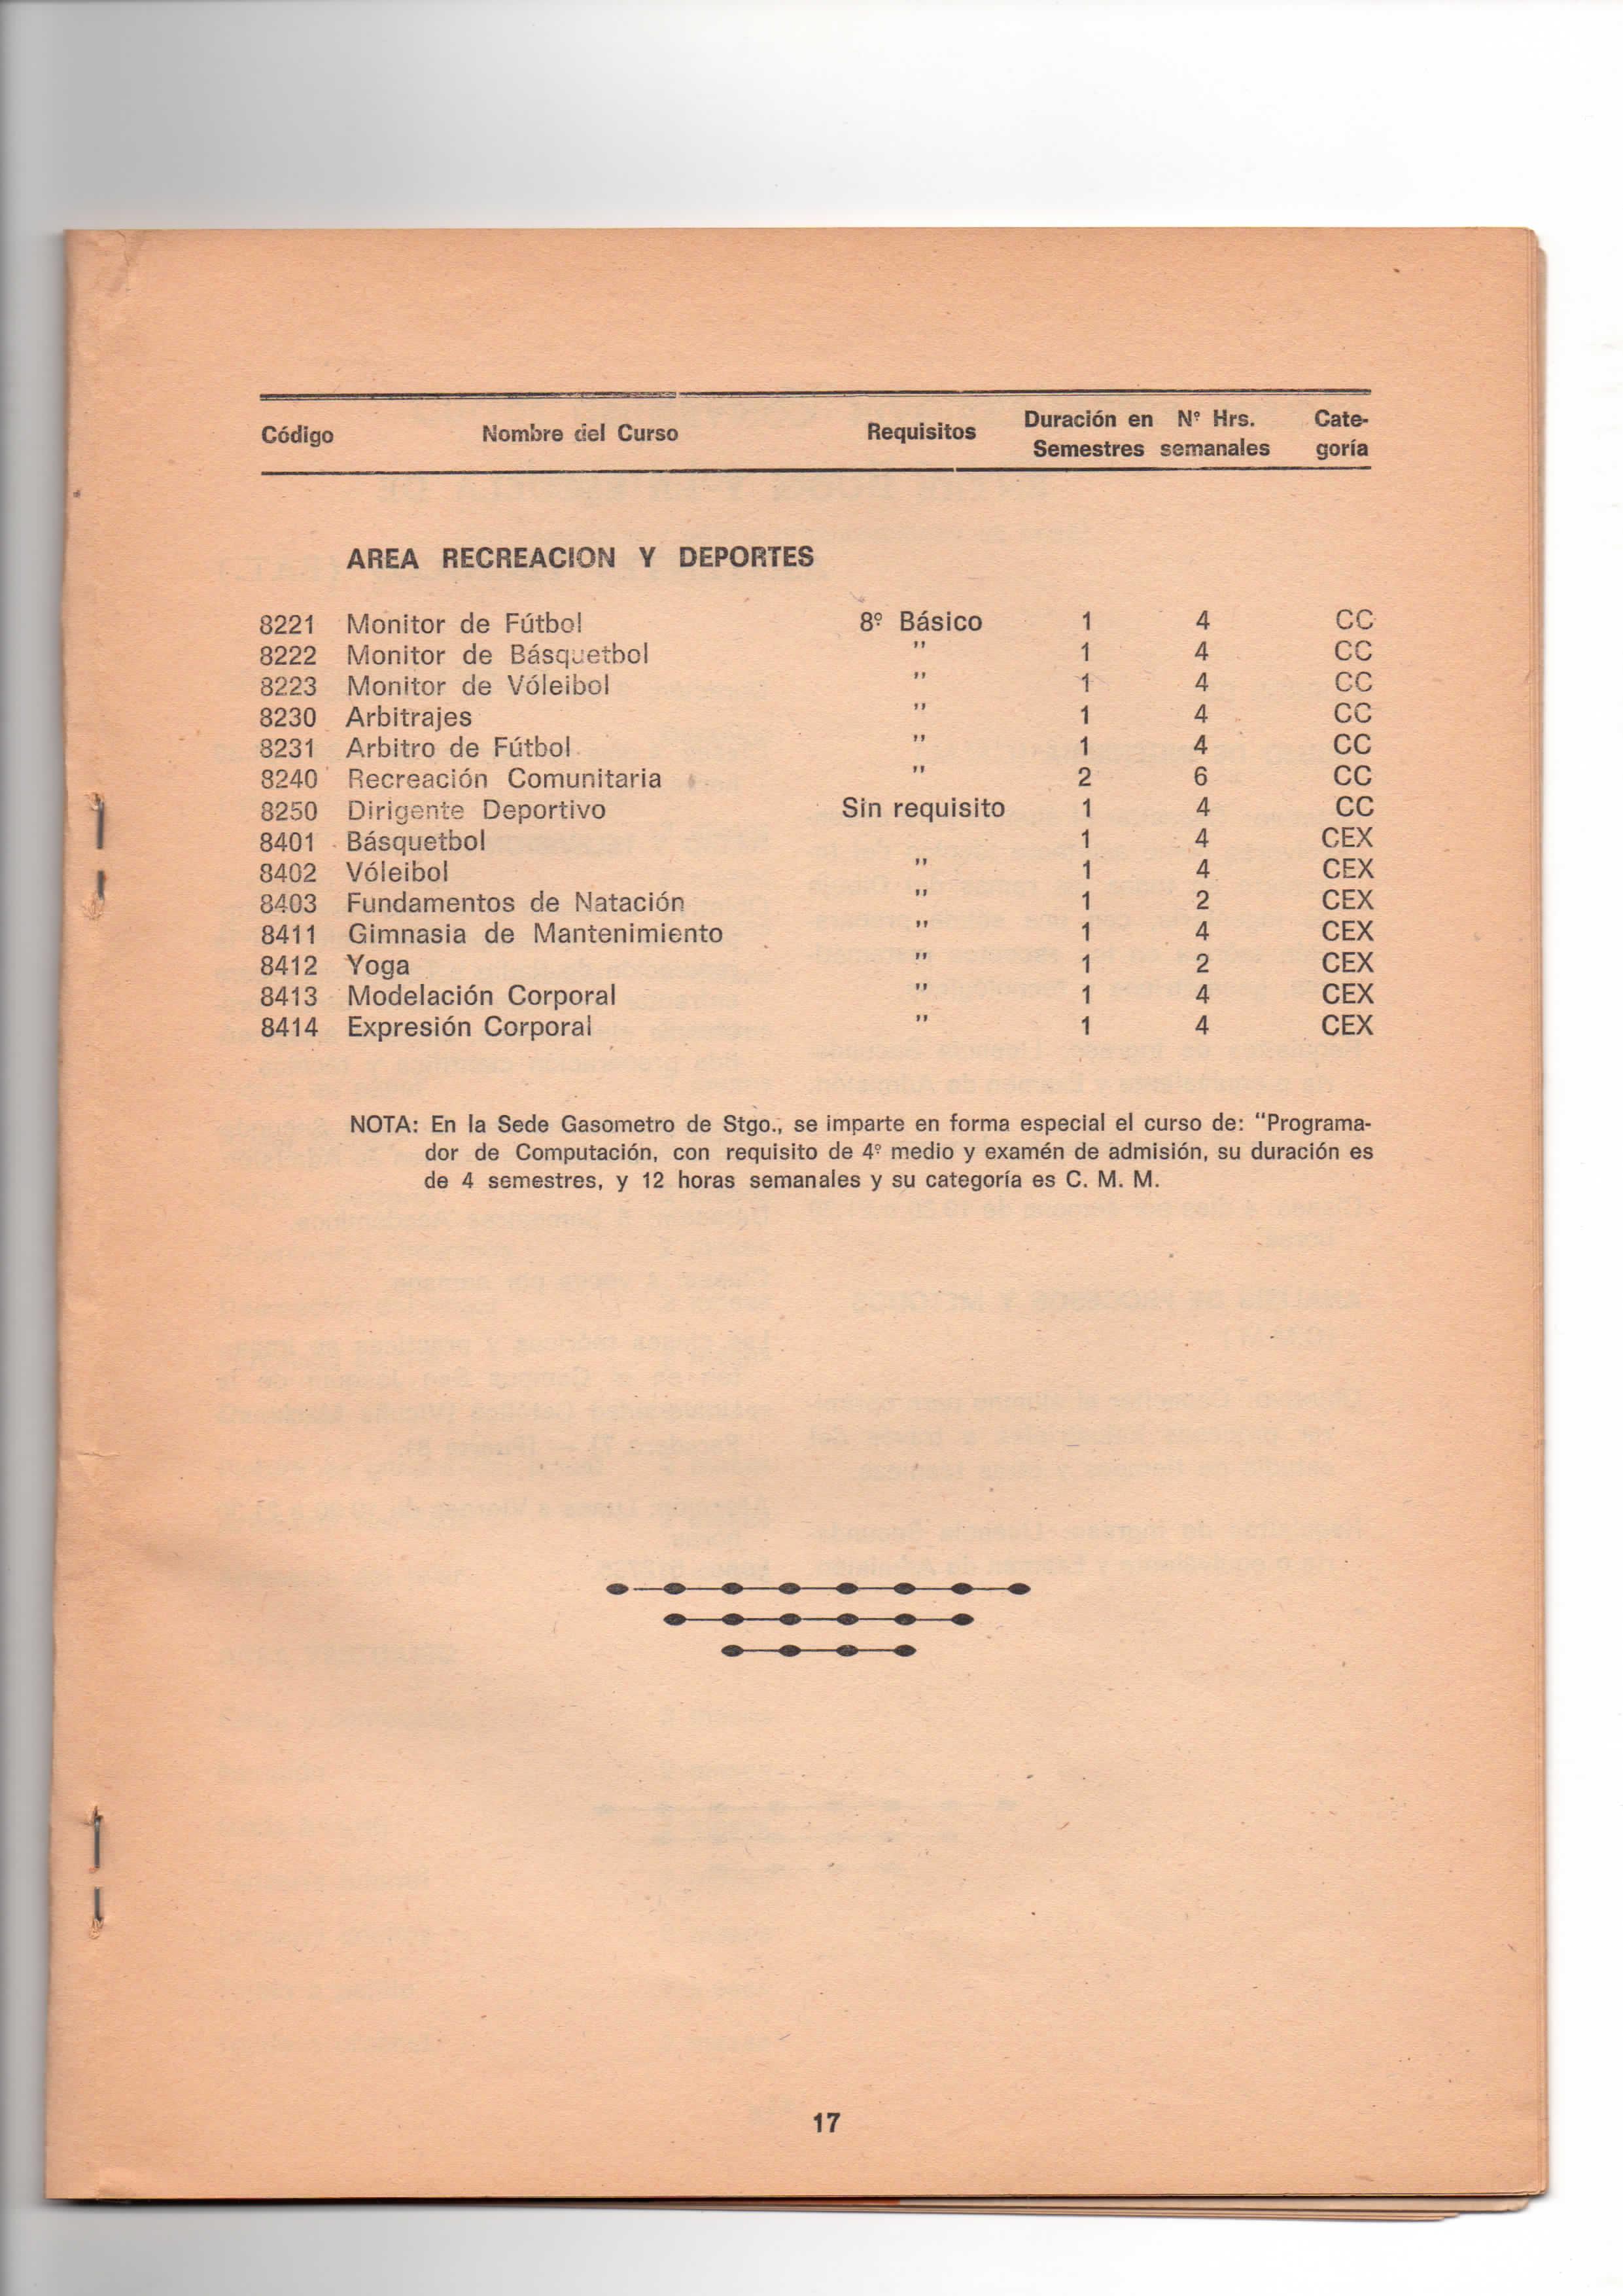 Código Nombre del Curso Requisitos Duración en Semestres Nº Hrs. semanales Cate-goría
AREA RECREACION Y DEPORTES
8221 Monitor de Fútbol 8º Básico 1 4 CC
8222 Monitor de Básquetbol " 1 4 CC
8223 Monitor de Vóleibol " 1 4 CC
8230 Arbitrajes " 1 4 CC
8231 Arbitro de Fútbol " 1 4 CC
8240 Recreación Comunitaria " 2 6 CC
8250 Dirigente Deportivo Sin requisito 1 4 CC
8401 Básquetbol 1 4 CEX
8402 Vóleibol " 1 4 CEX
8403 Fundamentos de Natación " 1 2 CEX
8411 Gimnasia de Mantenimiento " 1 4 CEX
8412 Yoga " 1 2 CEX
8413 Modelación Corporal " 1 4 CEX
8414 Expresión Corporal " 1 4 CEX
NOTA: En la Sede Gasometro de Stgo., se imparte en forma especial el curso de: "Programa-
dor de Computación, con requisito de 4º medio y examén de admisión, su duración es
de 4 semestres, y 12 horas semanales y su categoría es C. M. M.
17